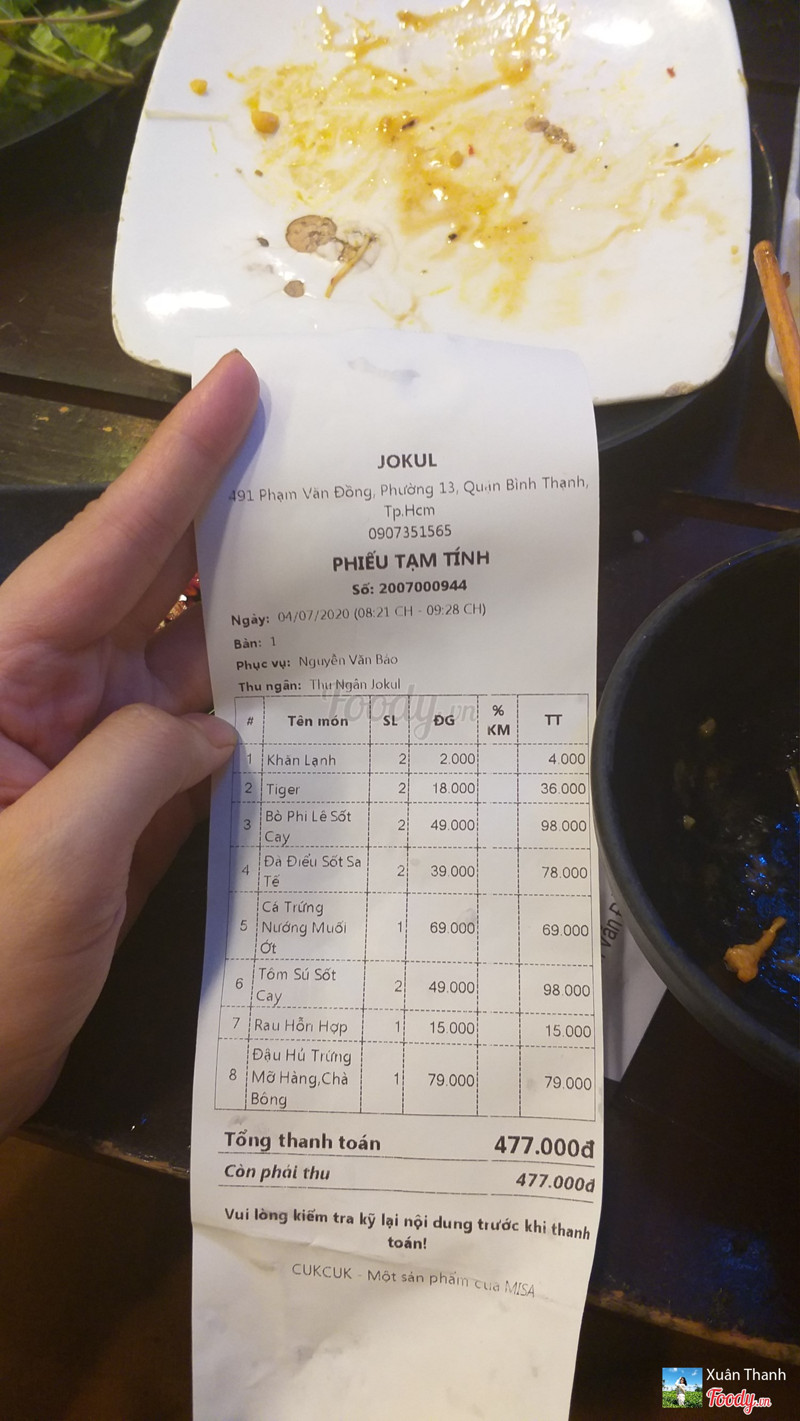 JOKUL
491 Phạm Văn Đồng, Phường 13, Quận Bình Thạnh,
Tp.Hcm
0907351565
PHIẾU TẠM TÍNH
Số: 2007000944
Ngày: 04/07/2020 (08:21 CH - 09:28 CH)
Bàn: 1
Phục vụ: Nguyễn Văn Bảo
Thu ngân: Thu Ngân Jokul
Foody.vn
# Tên món SL ĐG % KM TT
1 Khăn Lạnh 2 2.000 4.000
2 Tiger 2 18.000 36.000
3 Bò Phi Lê Sốt 2 49.000 98.000
Cay
4 Đà Điểu Sốt Sa 2 39.000 78.000
Tế
5 Cá Trứng
Nướng Muối 1 69.000 69.000
Ớt
6 Tôm Sú Sốt 2 49.000 98.000
Cay
7 Rau Hỗn Hợp 1 15.000 15.000
8 Đậu Hủ Trứng
Mỡ Hàng,Chà 1 79.000 79.000
Bông
Tổng thanh toán 477.000đ
Còn phải thu 477.000đ
Vui lòng kiểm tra kỹ lại nội dung trước khi thanh
toán!
CUKCUK - Một sản phẩm của MISA
Xuân Thanh
Foody.vn